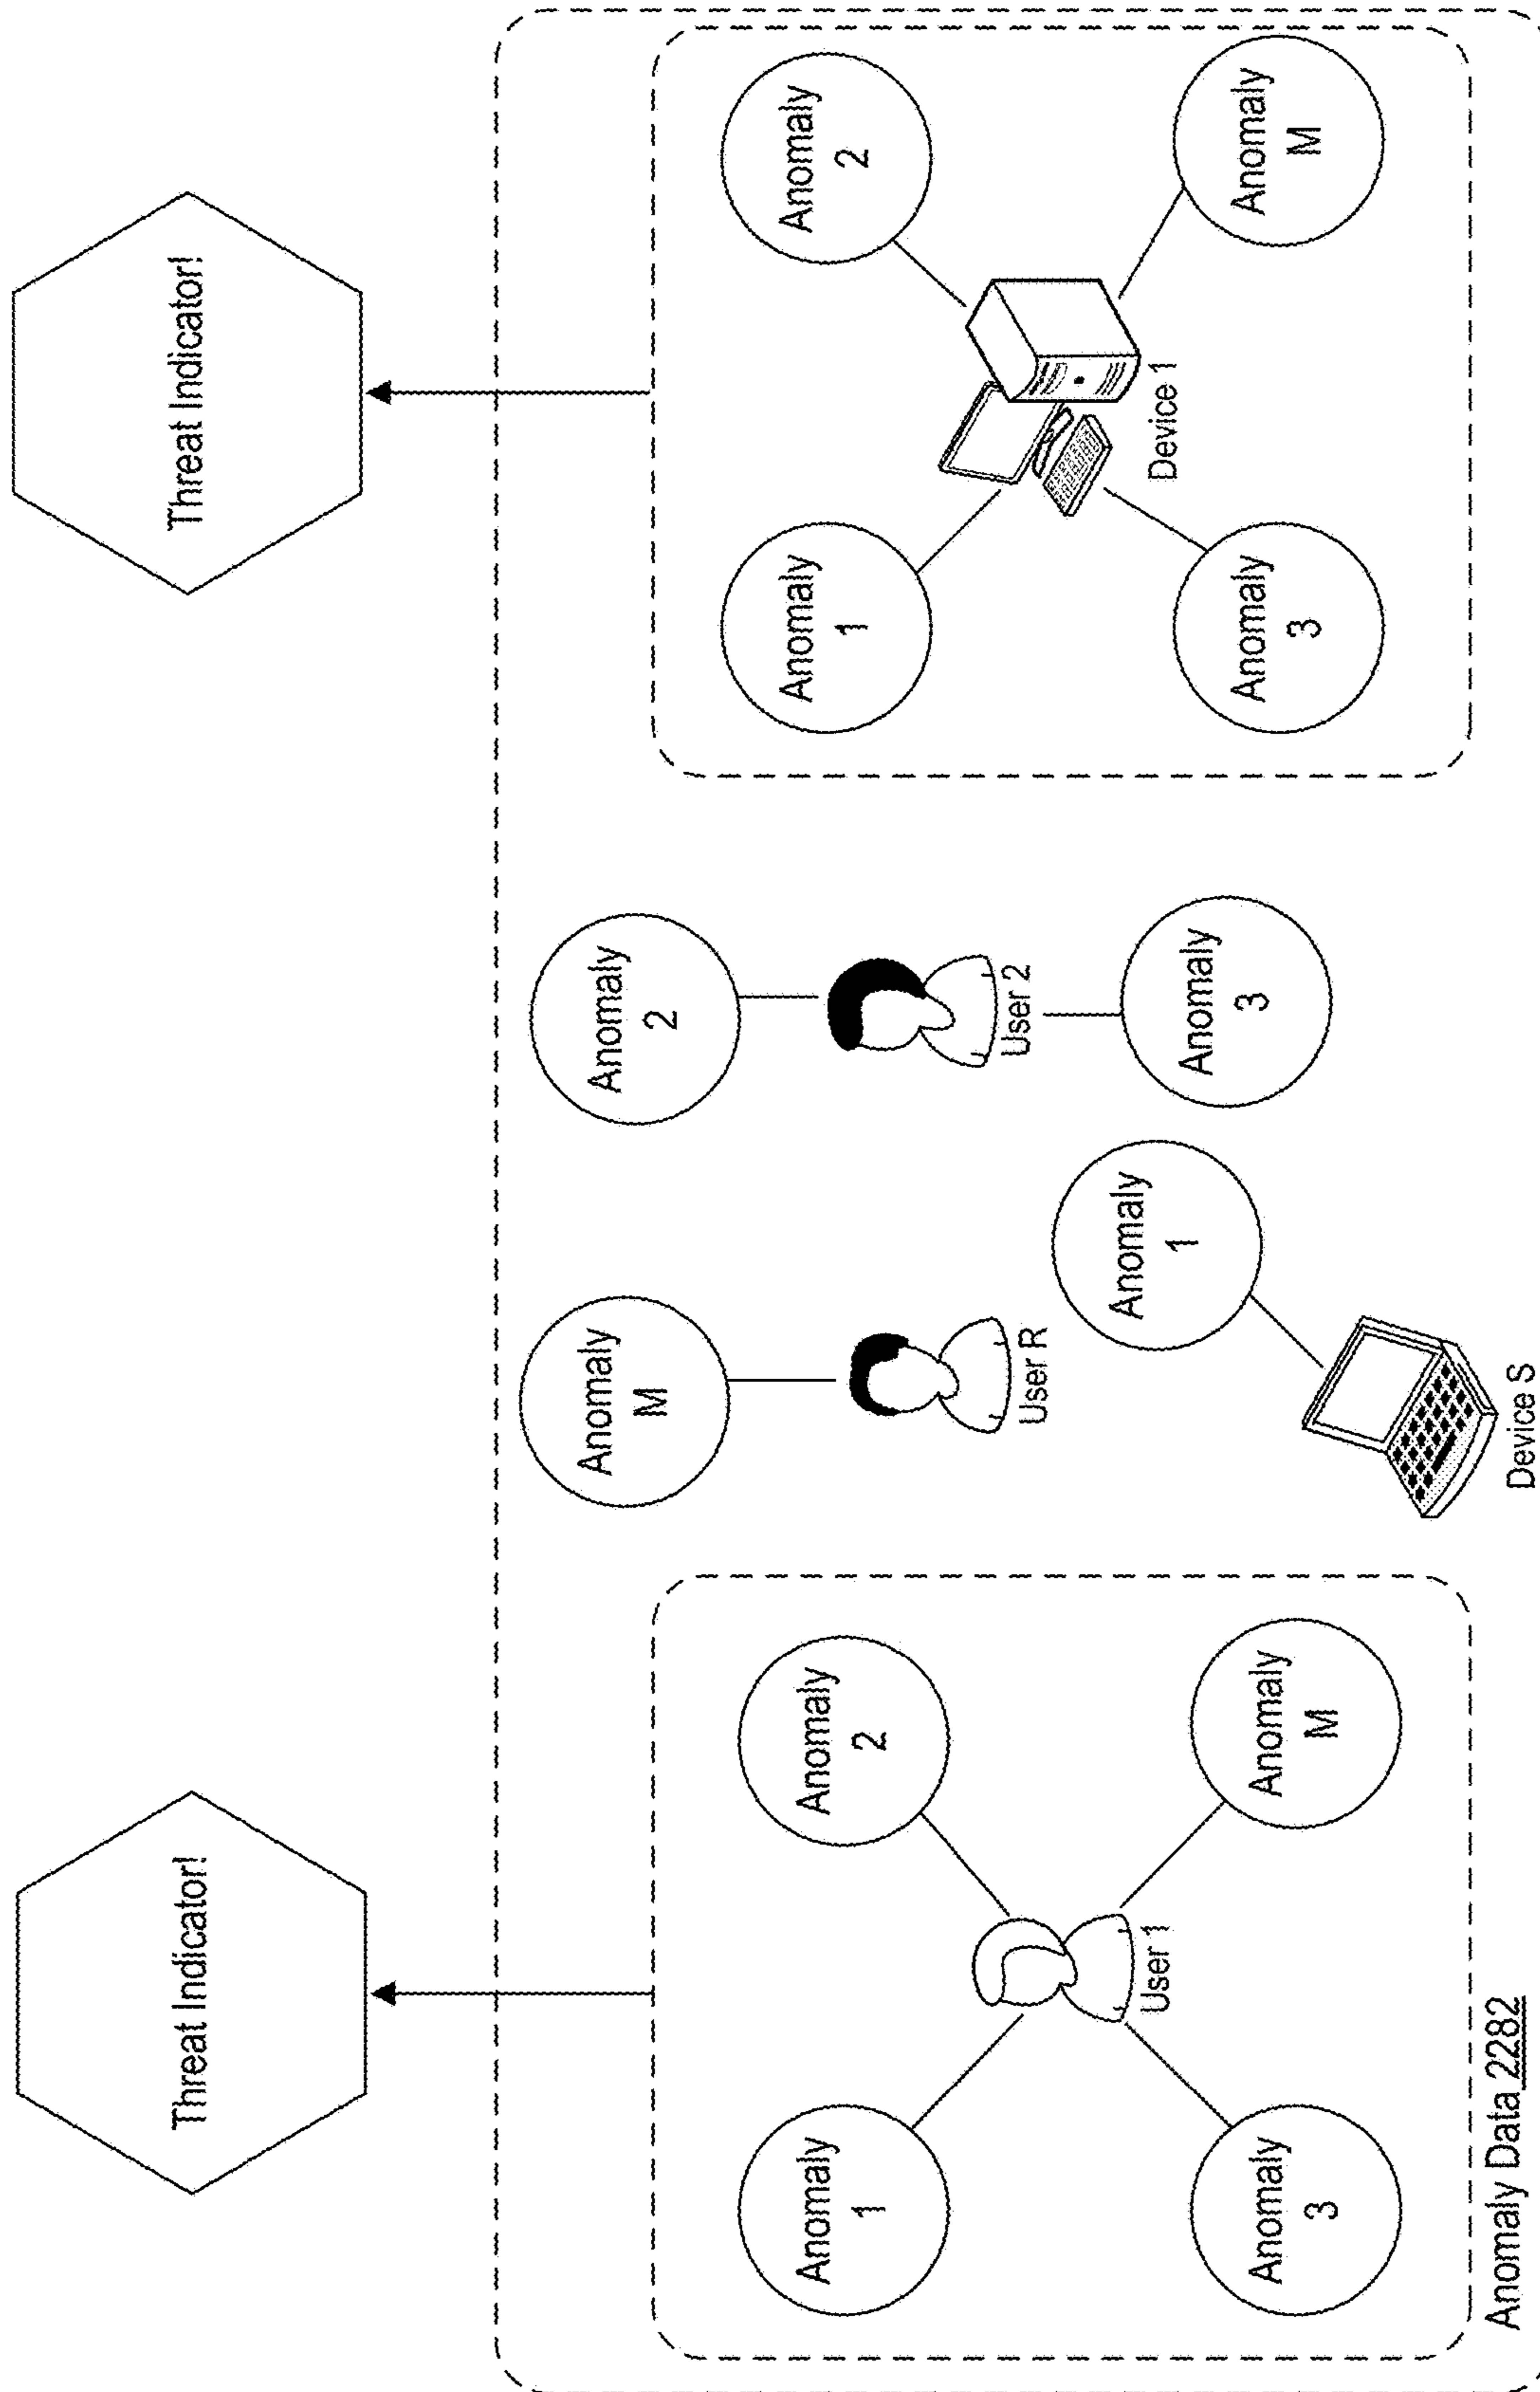 Threat Indicator!
Threat Indicator!
Anomaly
1
Anomaly
2
User 1
Anomaly
3
Anomaly
M
Anomaly
M
User R
Anomaly
1
Device S
Anomaly
2
User 2
Anomaly
3
Anomaly
1
Anomaly
2
Device 1
Anomaly
3
Anomaly
M
Anomaly Data 2282